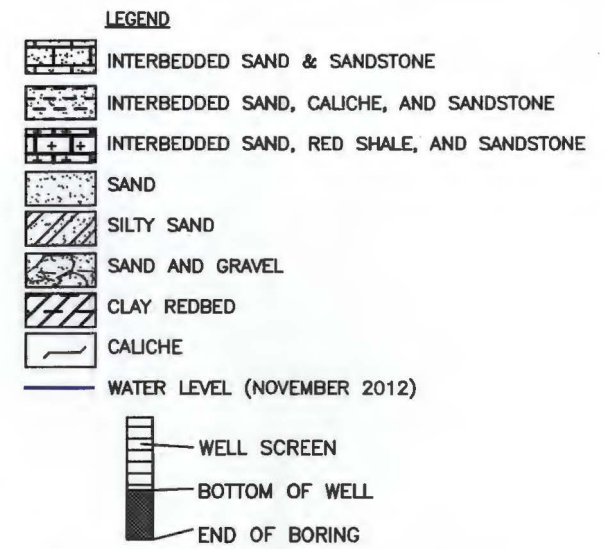 LEGEND
INTERBEDDED SAND & SANDSTONE
INTERBEDDED SAND, CALICHE, AND SANDSTONE
INTERBEDDED SAND, RED SHALE, AND SANDSTONE
SAND
SILTY SAND
SAND AND GRAVEL
CLAY REDBED
CALICHE
WATER LEVEL (NOVEMBER 2012)
WELL SCREEN
BOTTOM OF WELL
END OF BORING